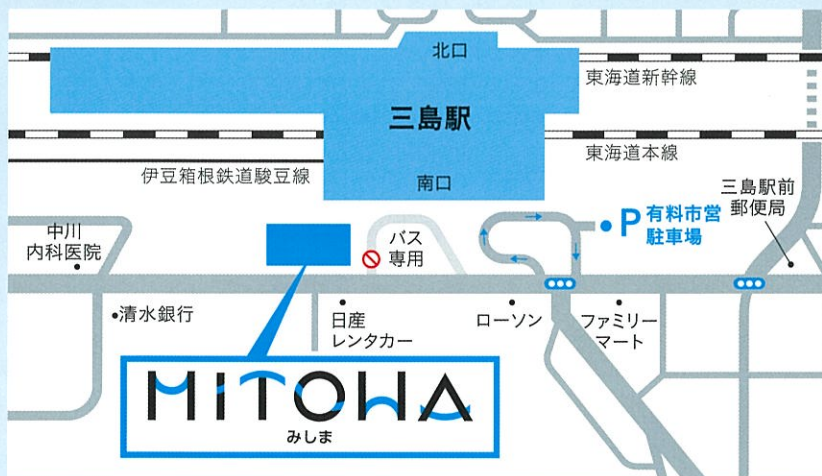 北口
東海道新幹線
三島駅
東海道本線
伊豆箱根鉄道駿豆線
南口
三島駅前
郵便局
P 有料市営
駐車場
中川
内科医院
バス
専用
清水銀行
日産
レンタカー
ローソン
ファミリー
マート
MITOWA
みしま